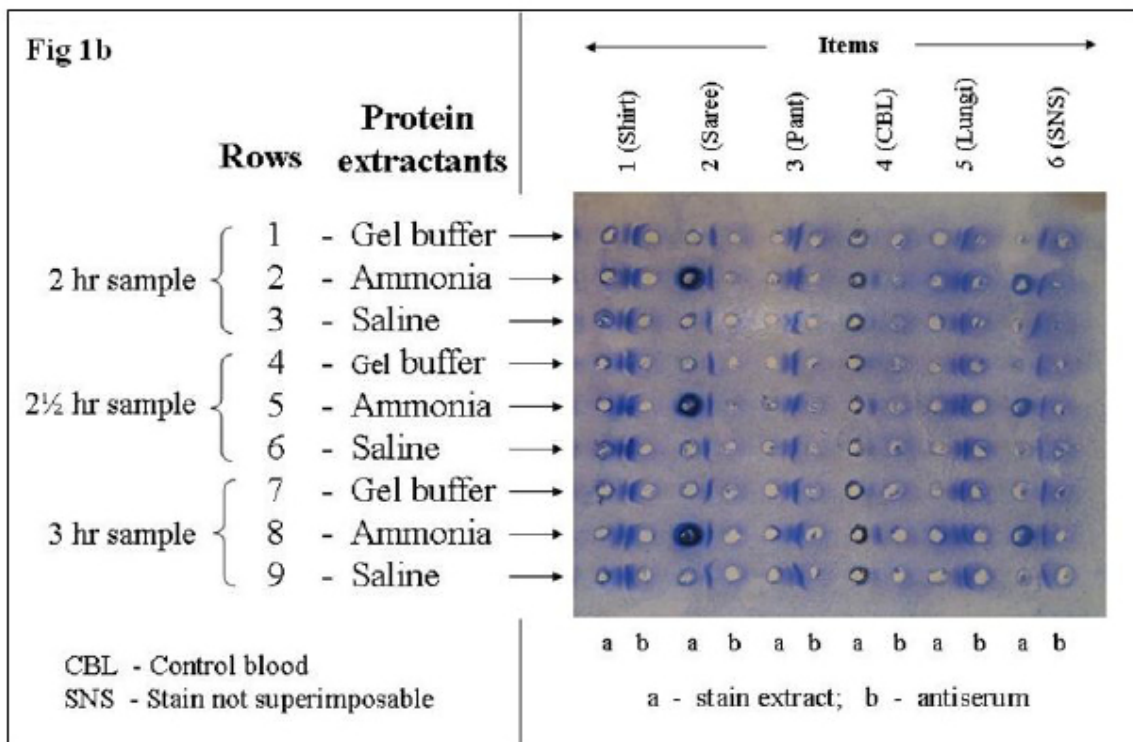 Fig 1b
Items
Rows
Protein extractants
1 (Shirt)
2 (Saree)
3 (Pant)
4 (CBL)
5 (Lungi)
6 (SNS)
2 hr sample
1 - Gel buffer
2 - Ammonia
3 - Saline
2½ hr sample
4 - Gel buffer
5 - Ammonia
6 - Saline
3 hr sample
7 - Gel buffer
8 - Ammonia
9 - Saline
a b a b a b a b a b a b
CBL - Control blood
SNS - Stain not superimposable
a - stain extract; b - antiserum